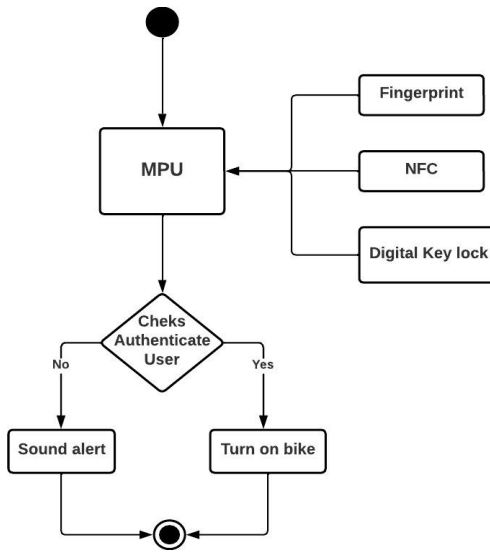 Fingerprint
MPU
NFC
Digital Key lock
Cheks
Authenticate
User
No
Yes
Sound alert
Turn on bike